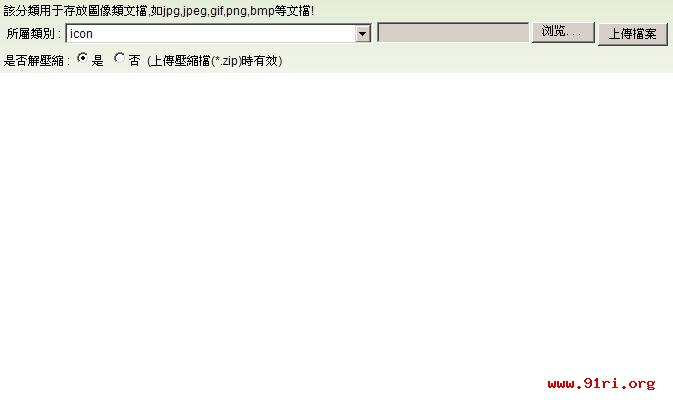 該分類用于存放圖像類文檔,如jpg,jpeg,gif,png,bmp等文檔!
所屬類別 : icon 浏览... 上傳檔案
是否解壓縮 : 是 否 (上傳壓縮檔(*.zip)時有效)
www.91ri.org